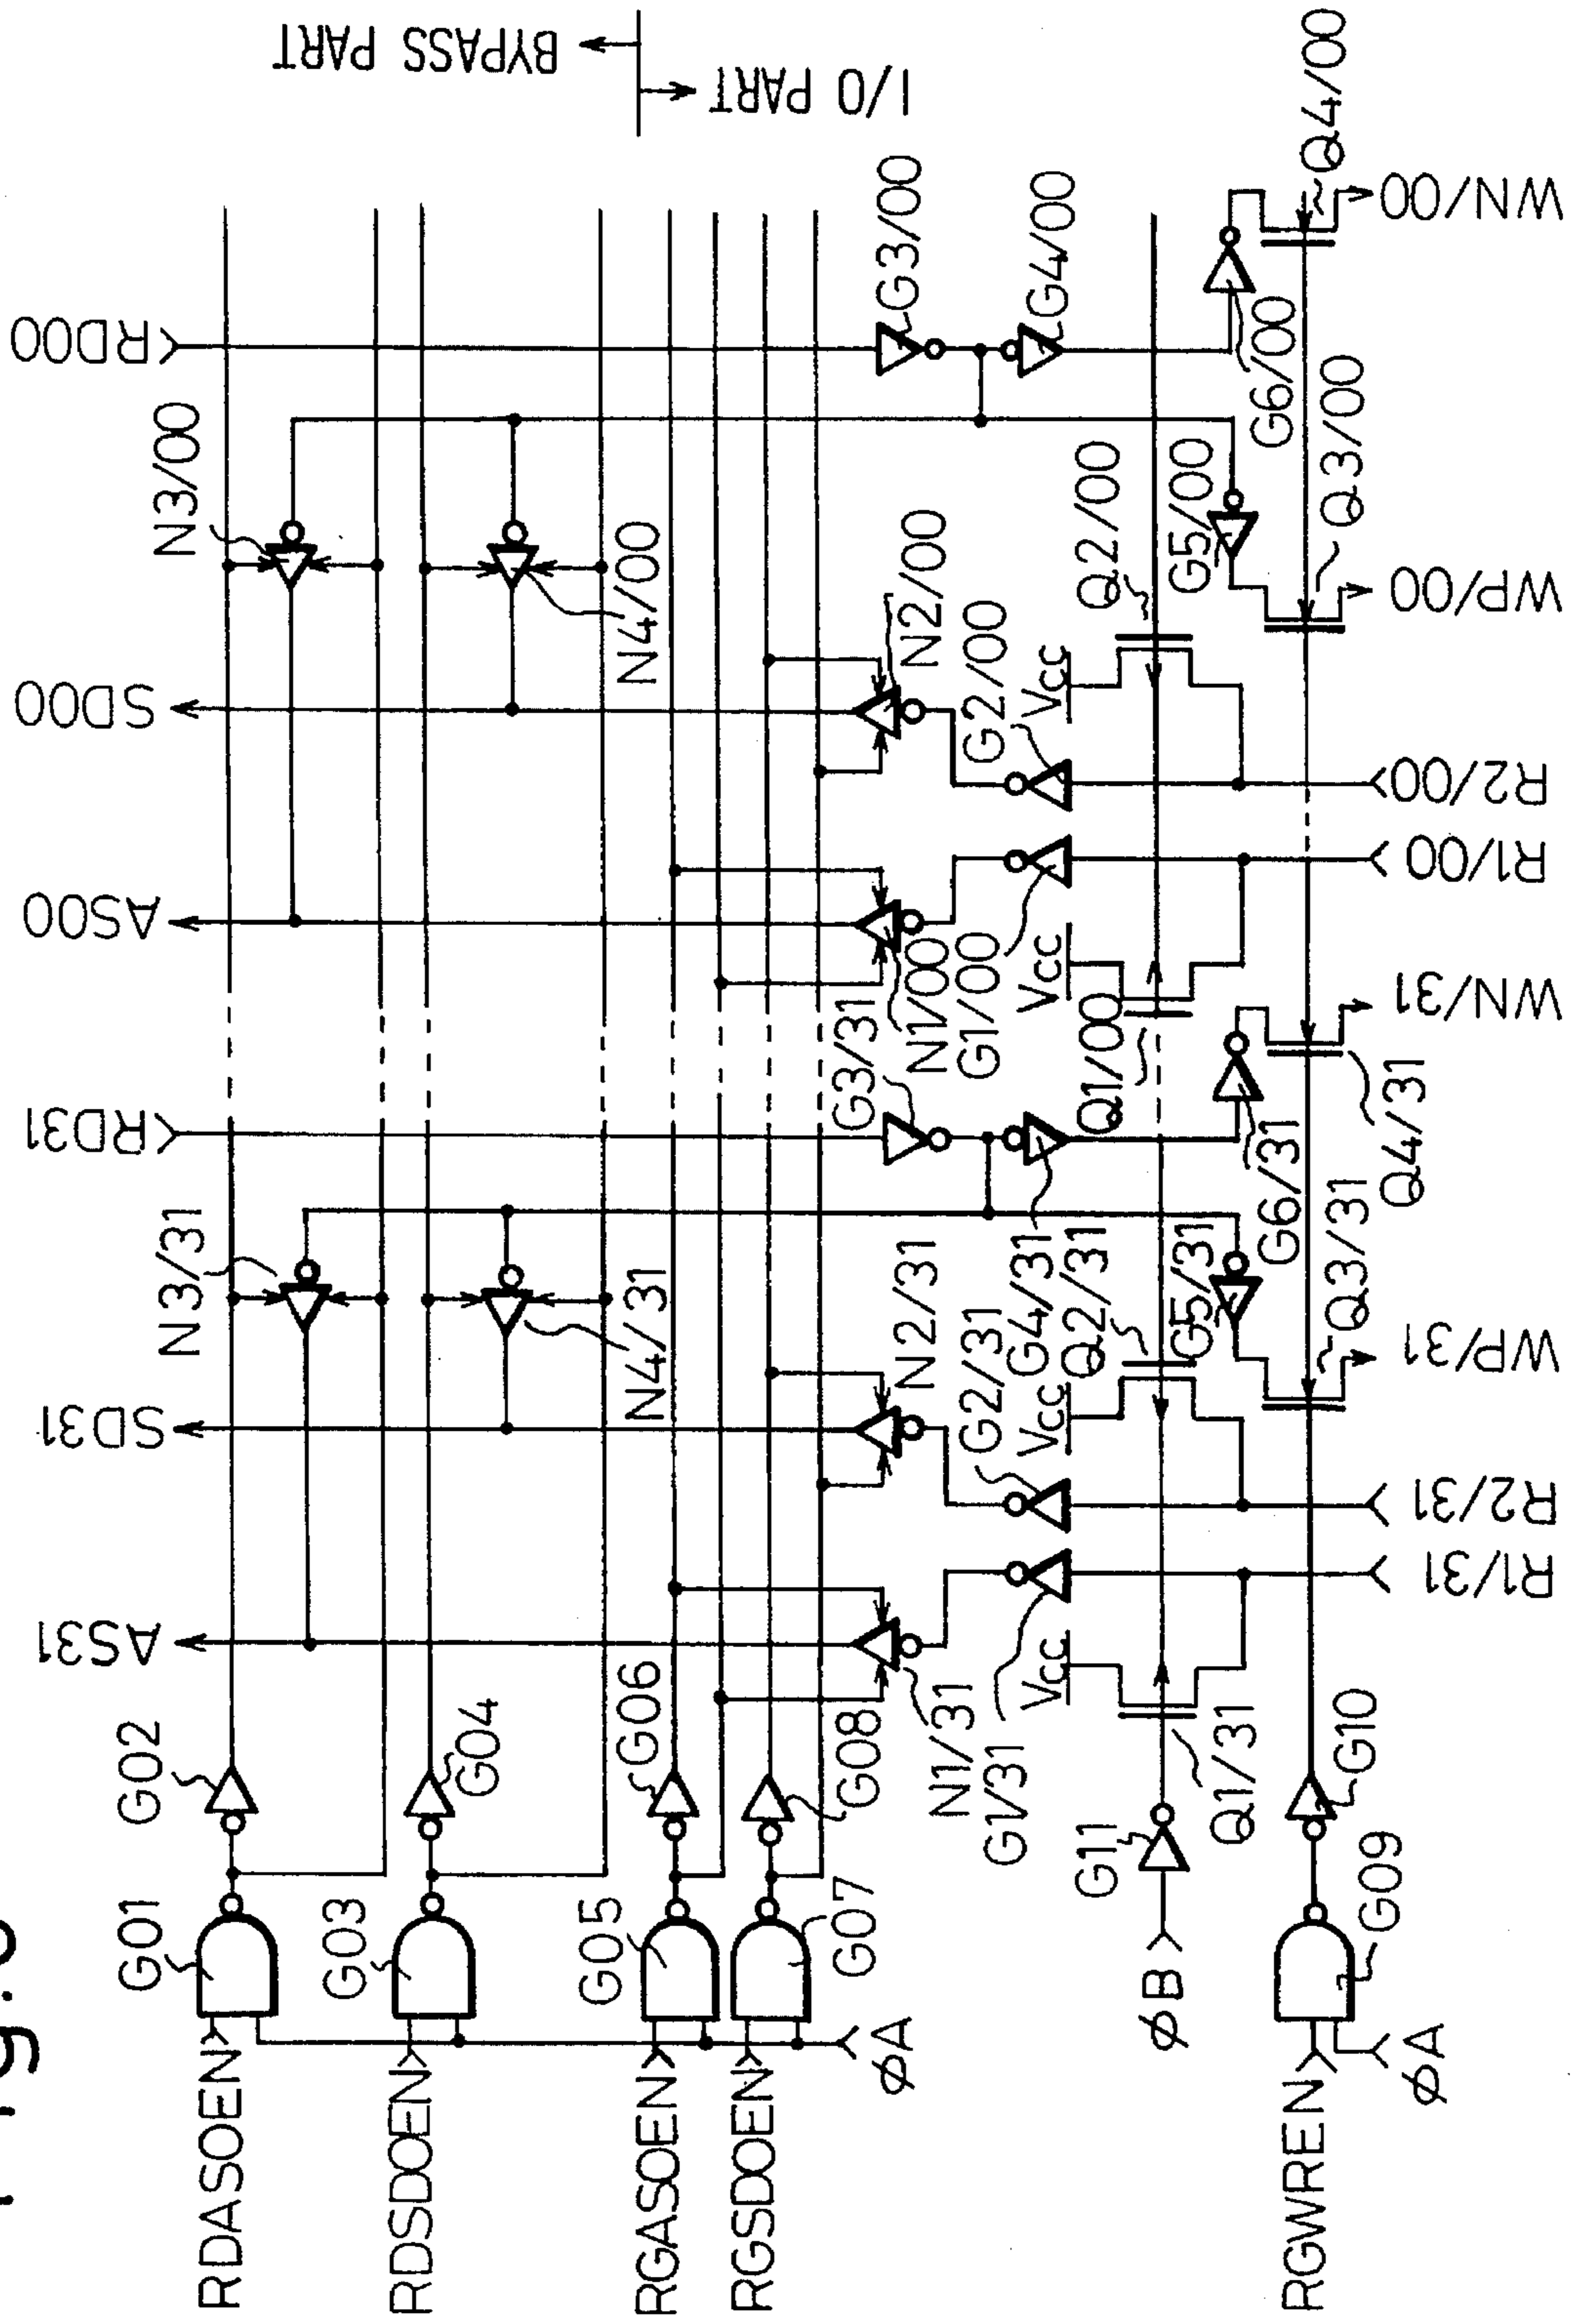 BYPASS PART
I/O PART
RD00
SD00
AS00
RD31
SD31
AS31
N3/00
N4/00
N2/00
G2/00
N1/00
G1/00
G3/00
G4/00
G5/00
G6/00
Q1/00
Q2/00
Q3/00
Q4/00
Vcc
Vcc
WN/00
WP/00
R2/00
R1/00
N3/31
N4/31
N2/31
G2/31
N1/31
G1/31
G3/31
G4/31
G5/31
G6/31
Q1/31
Q2/31
Q3/31
Q4/31
Vcc
Vcc
WN/31
WP/31
R2/31
R1/31
G01
G02
G03
G04
G05
G06
G07
G08
G09
G10
G11
RDASOEN
RDSDOEN
RGASOEN
RGSDOEN
øA
øB
RGWREN
øA